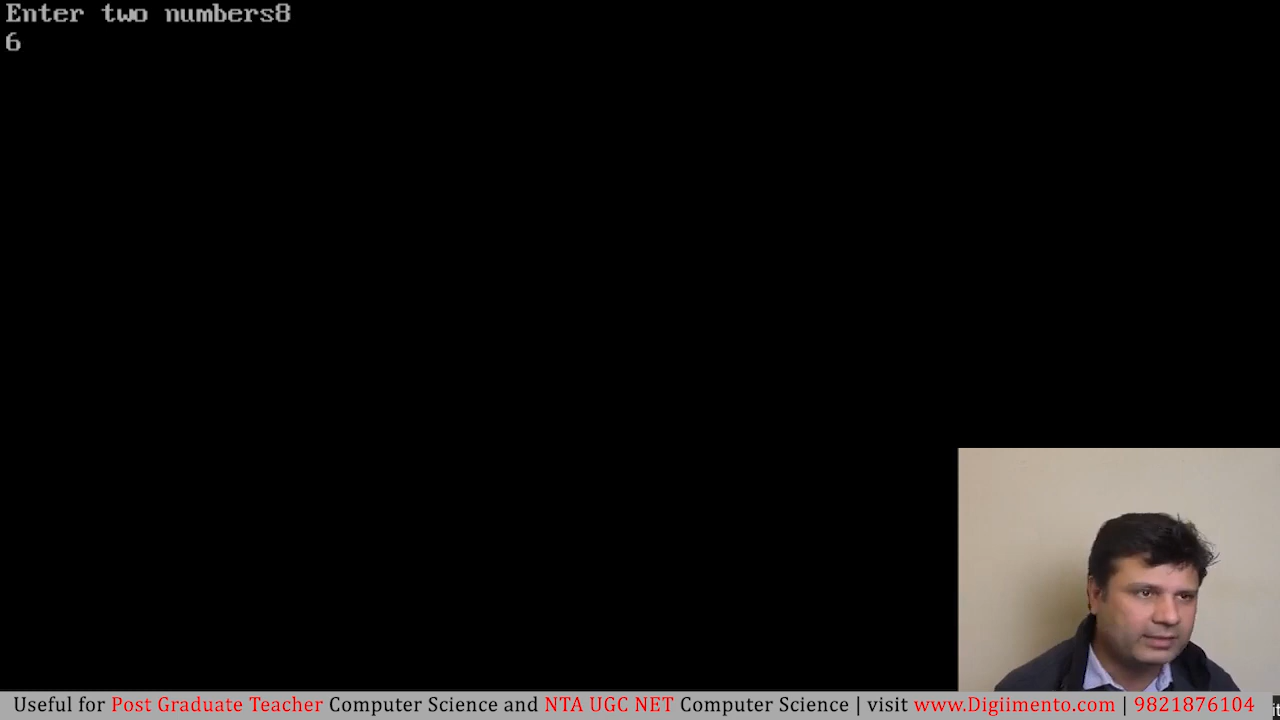 Enter two numbers8
6
Useful for Post Graduate Teacher Computer Science and NTA UGC NET Computer Science | visit www.Digiimento.com | 9821876104